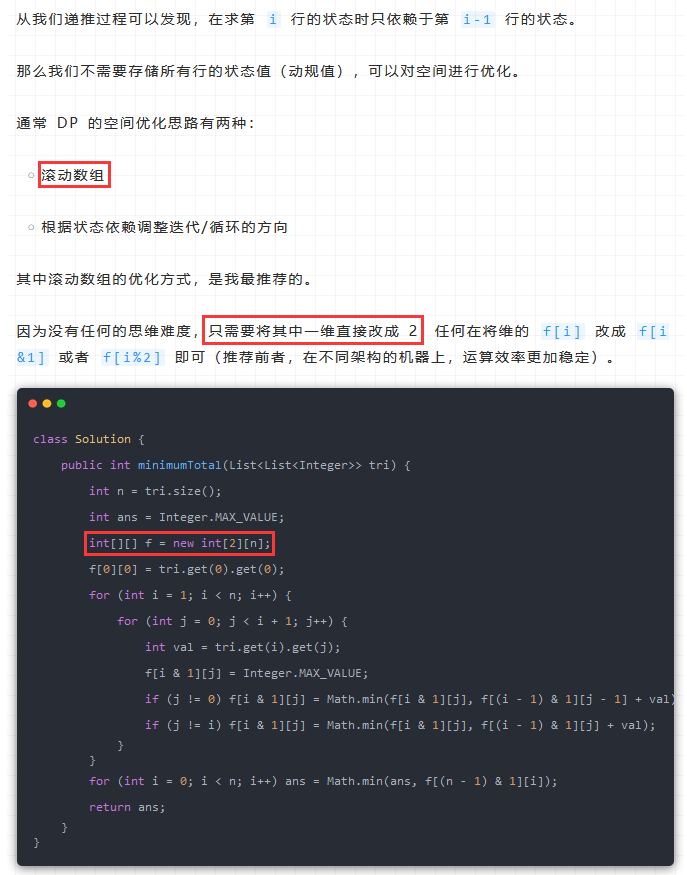 从我们递推过程可以发现，在求第 i 行的状态时只依赖于第 i-1 行的状态。
那么我们不需要存储所有行的状态值（动规值），可以对空间进行优化。
通常 DP 的空间优化思路有两种：
滚动数组
根据状态依赖调整迭代/循环的方向
其中滚动数组的优化方式，是我最推荐的。
因为没有任何的思维难度，只需要将其中一维直接改成 2 任何在将维的 f[i] 改成 f[i
&1] 或者 f[i%2] 即可（推荐前者，在不同架构的机器上，运算效率更加稳定）。
class Solution {
    public int minimumTotal(List<List<Integer>> tri) {
        int n = tri.size();
        int ans = Integer.MAX_VALUE;
        int[][] f = new int[2][n];
        f[0][0] = tri.get(0).get(0);
        for (int i = 1; i < n; i++) {
            for (int j = 0; j < i + 1; j++) {
                int val = tri.get(i).get(j);
                f[i & 1][j] = Integer.MAX_VALUE;
                if (j != 0) f[i & 1][j] = Math.min(f[i & 1][j], f[(i - 1) & 1][j - 1] + val)
                if (j != i) f[i & 1][j] = Math.min(f[i & 1][j], f[(i - 1) & 1][j] + val);
            }
        }
        for (int i = 0; i < n; i++) ans = Math.min(ans, f[(n - 1) & 1][i]);
        return ans;
    }
}